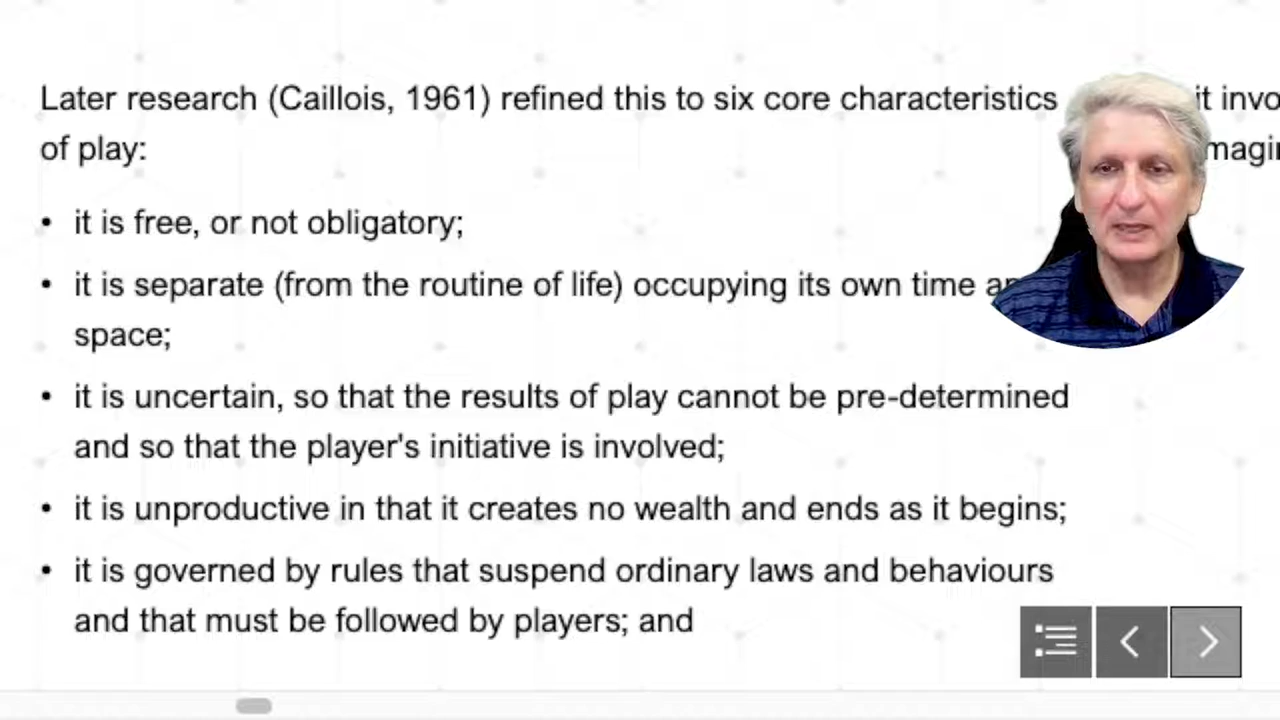 Later research (Caillois, 1961) refined this to six core characteristics
of play:
• it is free, or not obligatory;
• it is separate (from the routine of life) occupying its own time
space;
• it is uncertain, so that the results of play cannot be pre-determined
and so that the player's initiative is involved;
• it is unproductive in that it creates no wealth and ends as it begins;
• it is governed by rules that suspend ordinary laws and behaviours
and that must be followed by players; and
it